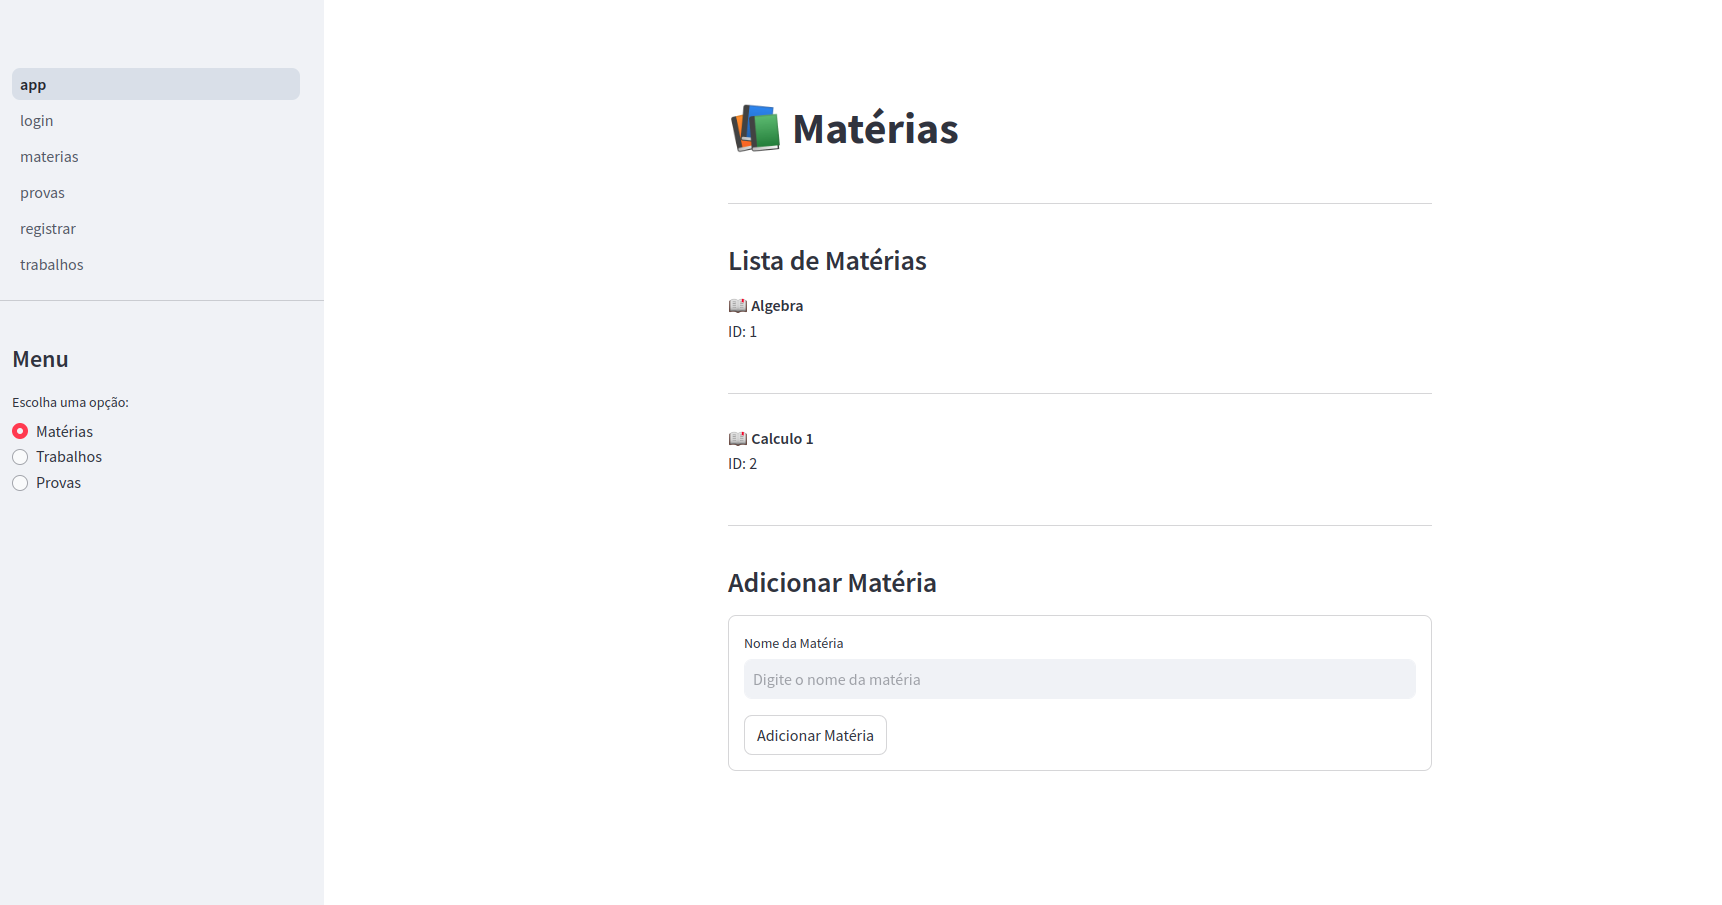 app
login
materias
provas
registrar
trabalhos
Menu
Escolha uma opção:
Matérias
Trabalhos
Provas
Matérias
Lista de Matérias
Algebra
ID: 1
Calculo 1
ID: 2
Adicionar Matéria
Nome da Matéria
Digite o nome da matéria
Adicionar Matéria